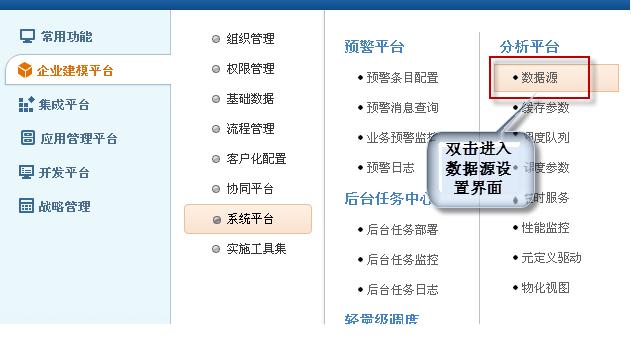 常用功能
企业建模平台
集成平台
应用管理平台
开发平台
战略管理
组织管理
权限管理
基础数据
流程管理
客户化配置
协同平台
系统平台
实施工具集
预警平台
预警条目配置
预警消息查询
业务预警监控
预警日志
后台任务中心
后台任务部署
后台任务监控
后台任务日志
轻量级调度
分析平台
数据源
缓存参数
调度队列
调度参数
时服务
性能监控
元定义驱动
物化视图
双击进入
数据源设
置界面